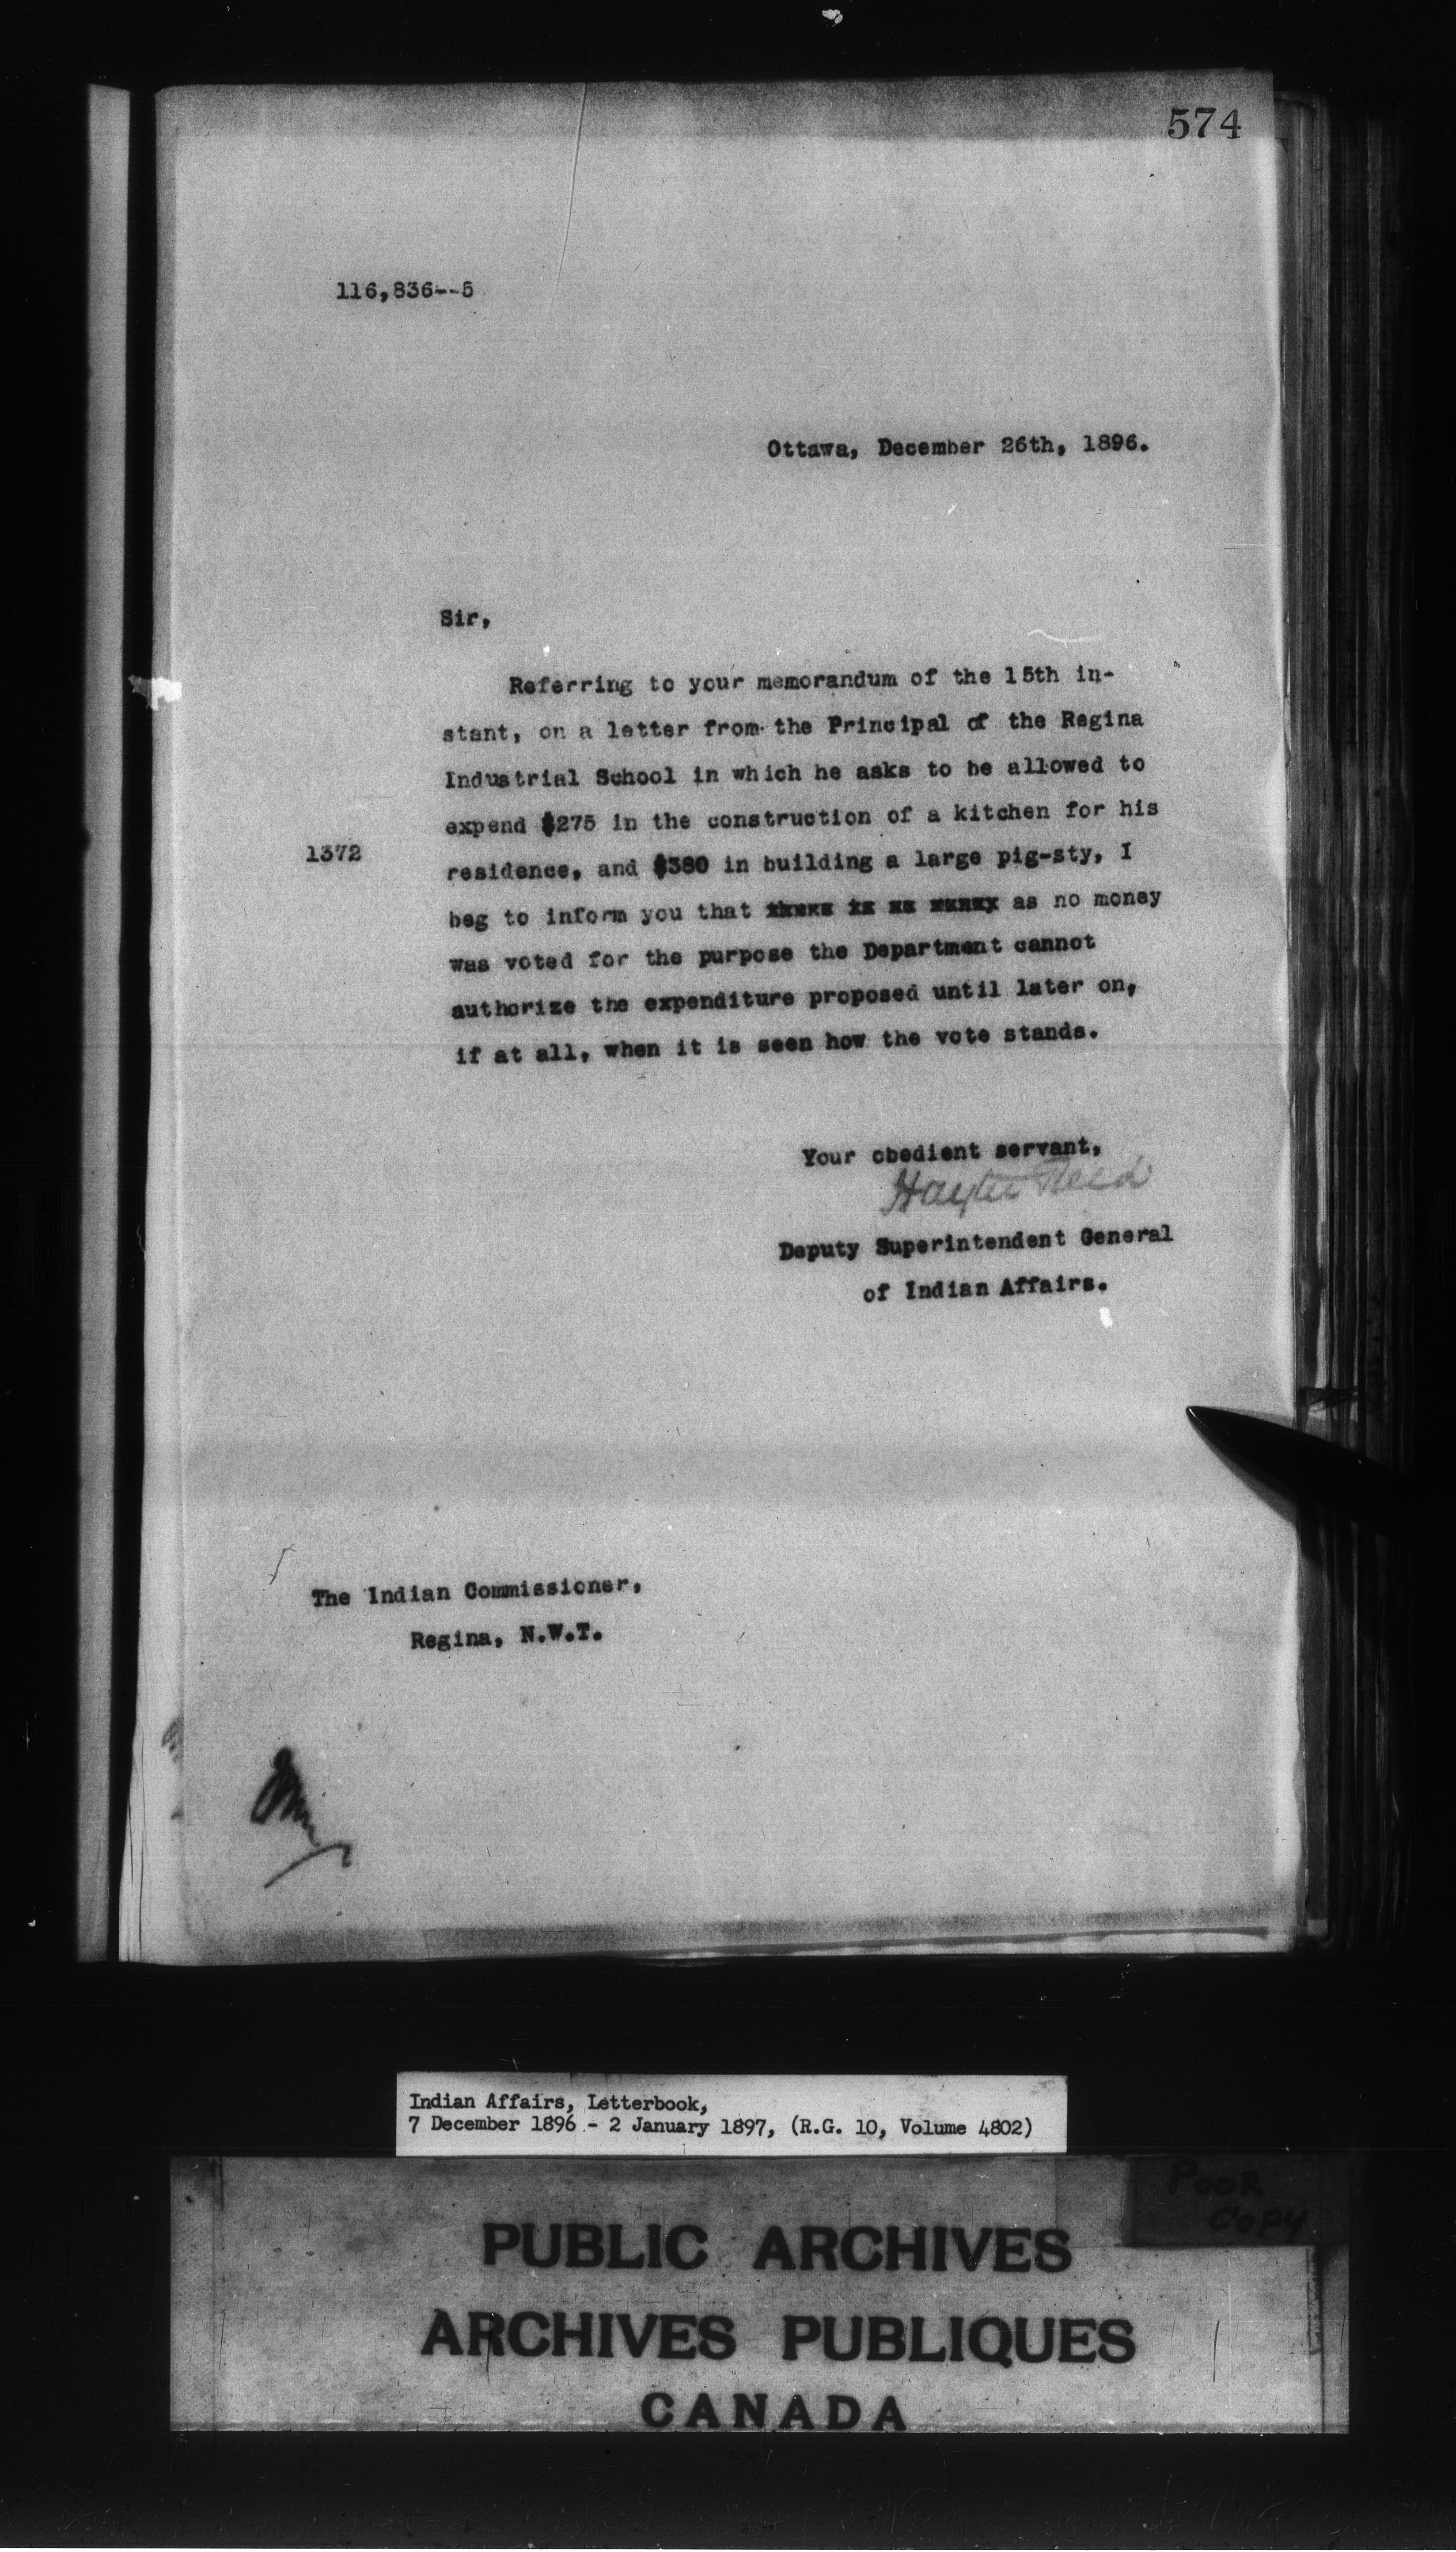 574
116,836--5
Ottawa, December 26th, 1896.
Sir,
Referring to your memorandum of the 15th in-
stant, on a letter from the Principal of the Regina
Industrial School in which he asks to be allowed to
expend $275 in the construction of a kitchen for his
1372
residence, and $380 in building a large pig-sty, I
beg to inform you that as no money
was voted for the purpose the Department cannot
authorize the expenditure proposed until later on,
if at all, when it is seen how the vote stands.
Your obedient servant,
Hayter Reed
Deputy Superintendent General
of Indian Affairs.
The Indian Commissioner,
Regina, N.W.T.
Indian Affairs, Letterbook,
7 December 1896 - 2 January 1897, (R.G. 10, Volume 4802)
POOR
COPY
PUBLIC ARCHIVES
ARCHIVES PUBLIQUES
CANADA